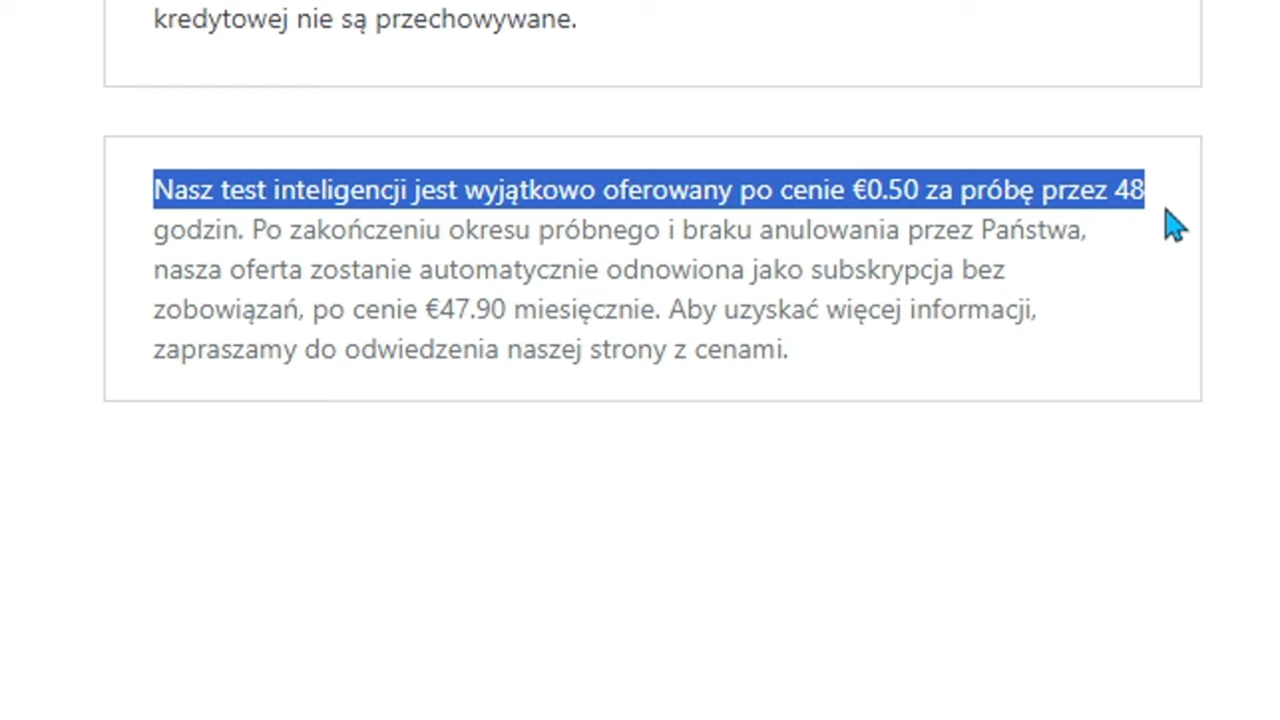 kredytowej nie są przechowywane.
Nasz test inteligencji jest wyjątkowo oferowany po cenie €0.50 za próbę przez 48
godzin. Po zakończeniu okresu próbnego i braku anulowania przez Państwa,
nasza oferta zostanie automatycznie odnowiona jako subskrypcja bez
zobowiązań, po cenie €47.90 miesięcznie. Aby uzyskać więcej informacji,
zapraszamy do odwiedzenia naszej strony z cenami.